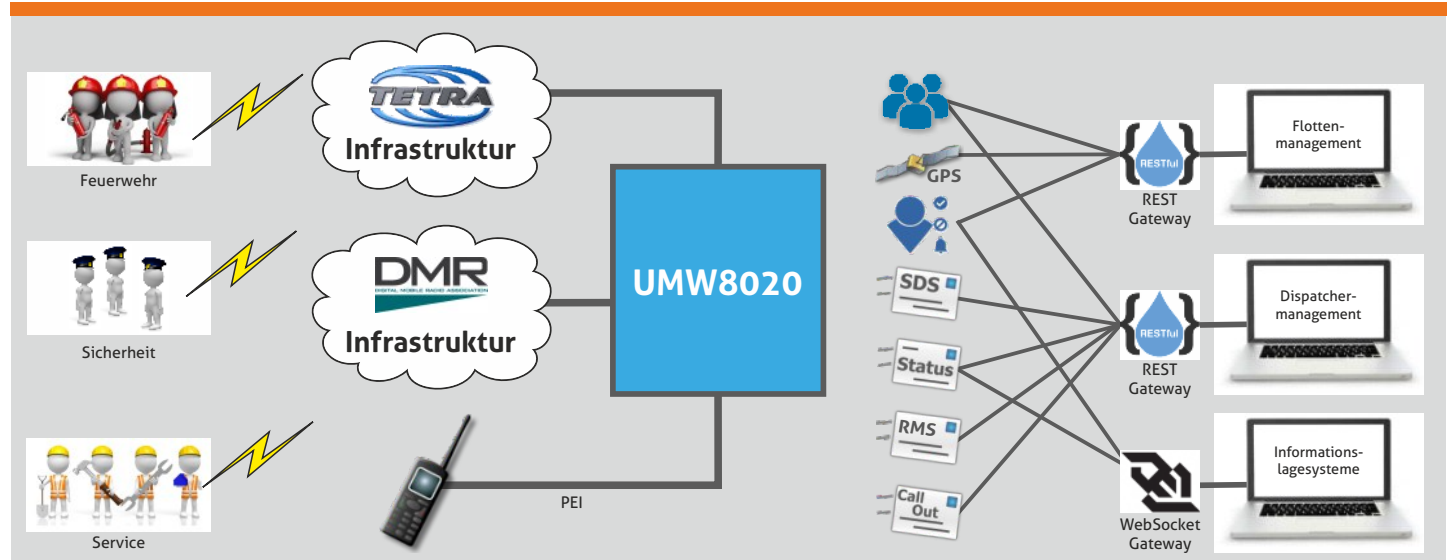 Feuerwehr
TETRA
Infrastruktur
Sicherheit
DMR
DIGITAL MOBILE RADIO ASSOCIATION
Infrastruktur
Service
PEI
UMW8020
GPS
SDS
Status
RMS
Call
Out
{RESTful}
REST
Gateway
Flotten-
management
{RESTful}
REST
Gateway
Dispatcher-
management
WebSocket
Gateway
Informations-
lagesysteme